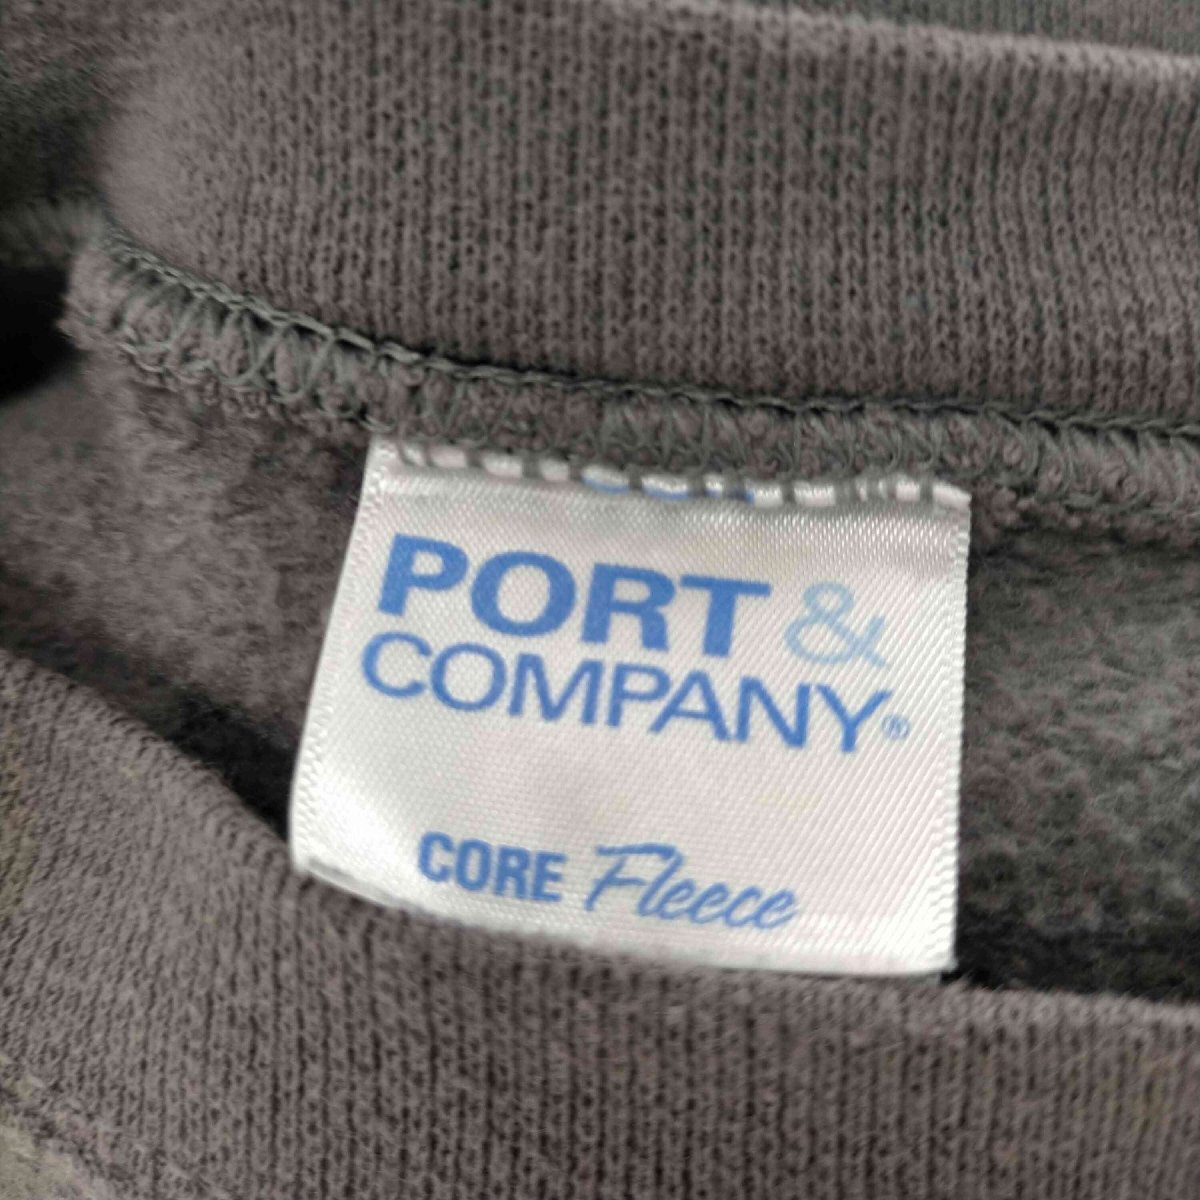 PORT &
COMPANY®
CORE Fleece